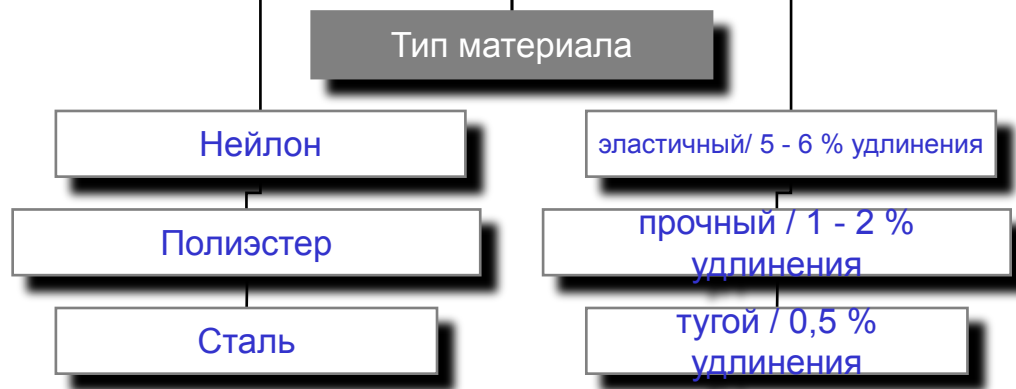 Тип материала
Нейлон
эластичный/ 5 - 6 % удлинения
Полиэстер
прочный / 1 - 2 %
удлинения
Сталь
тугой / 0,5 %
удлинения